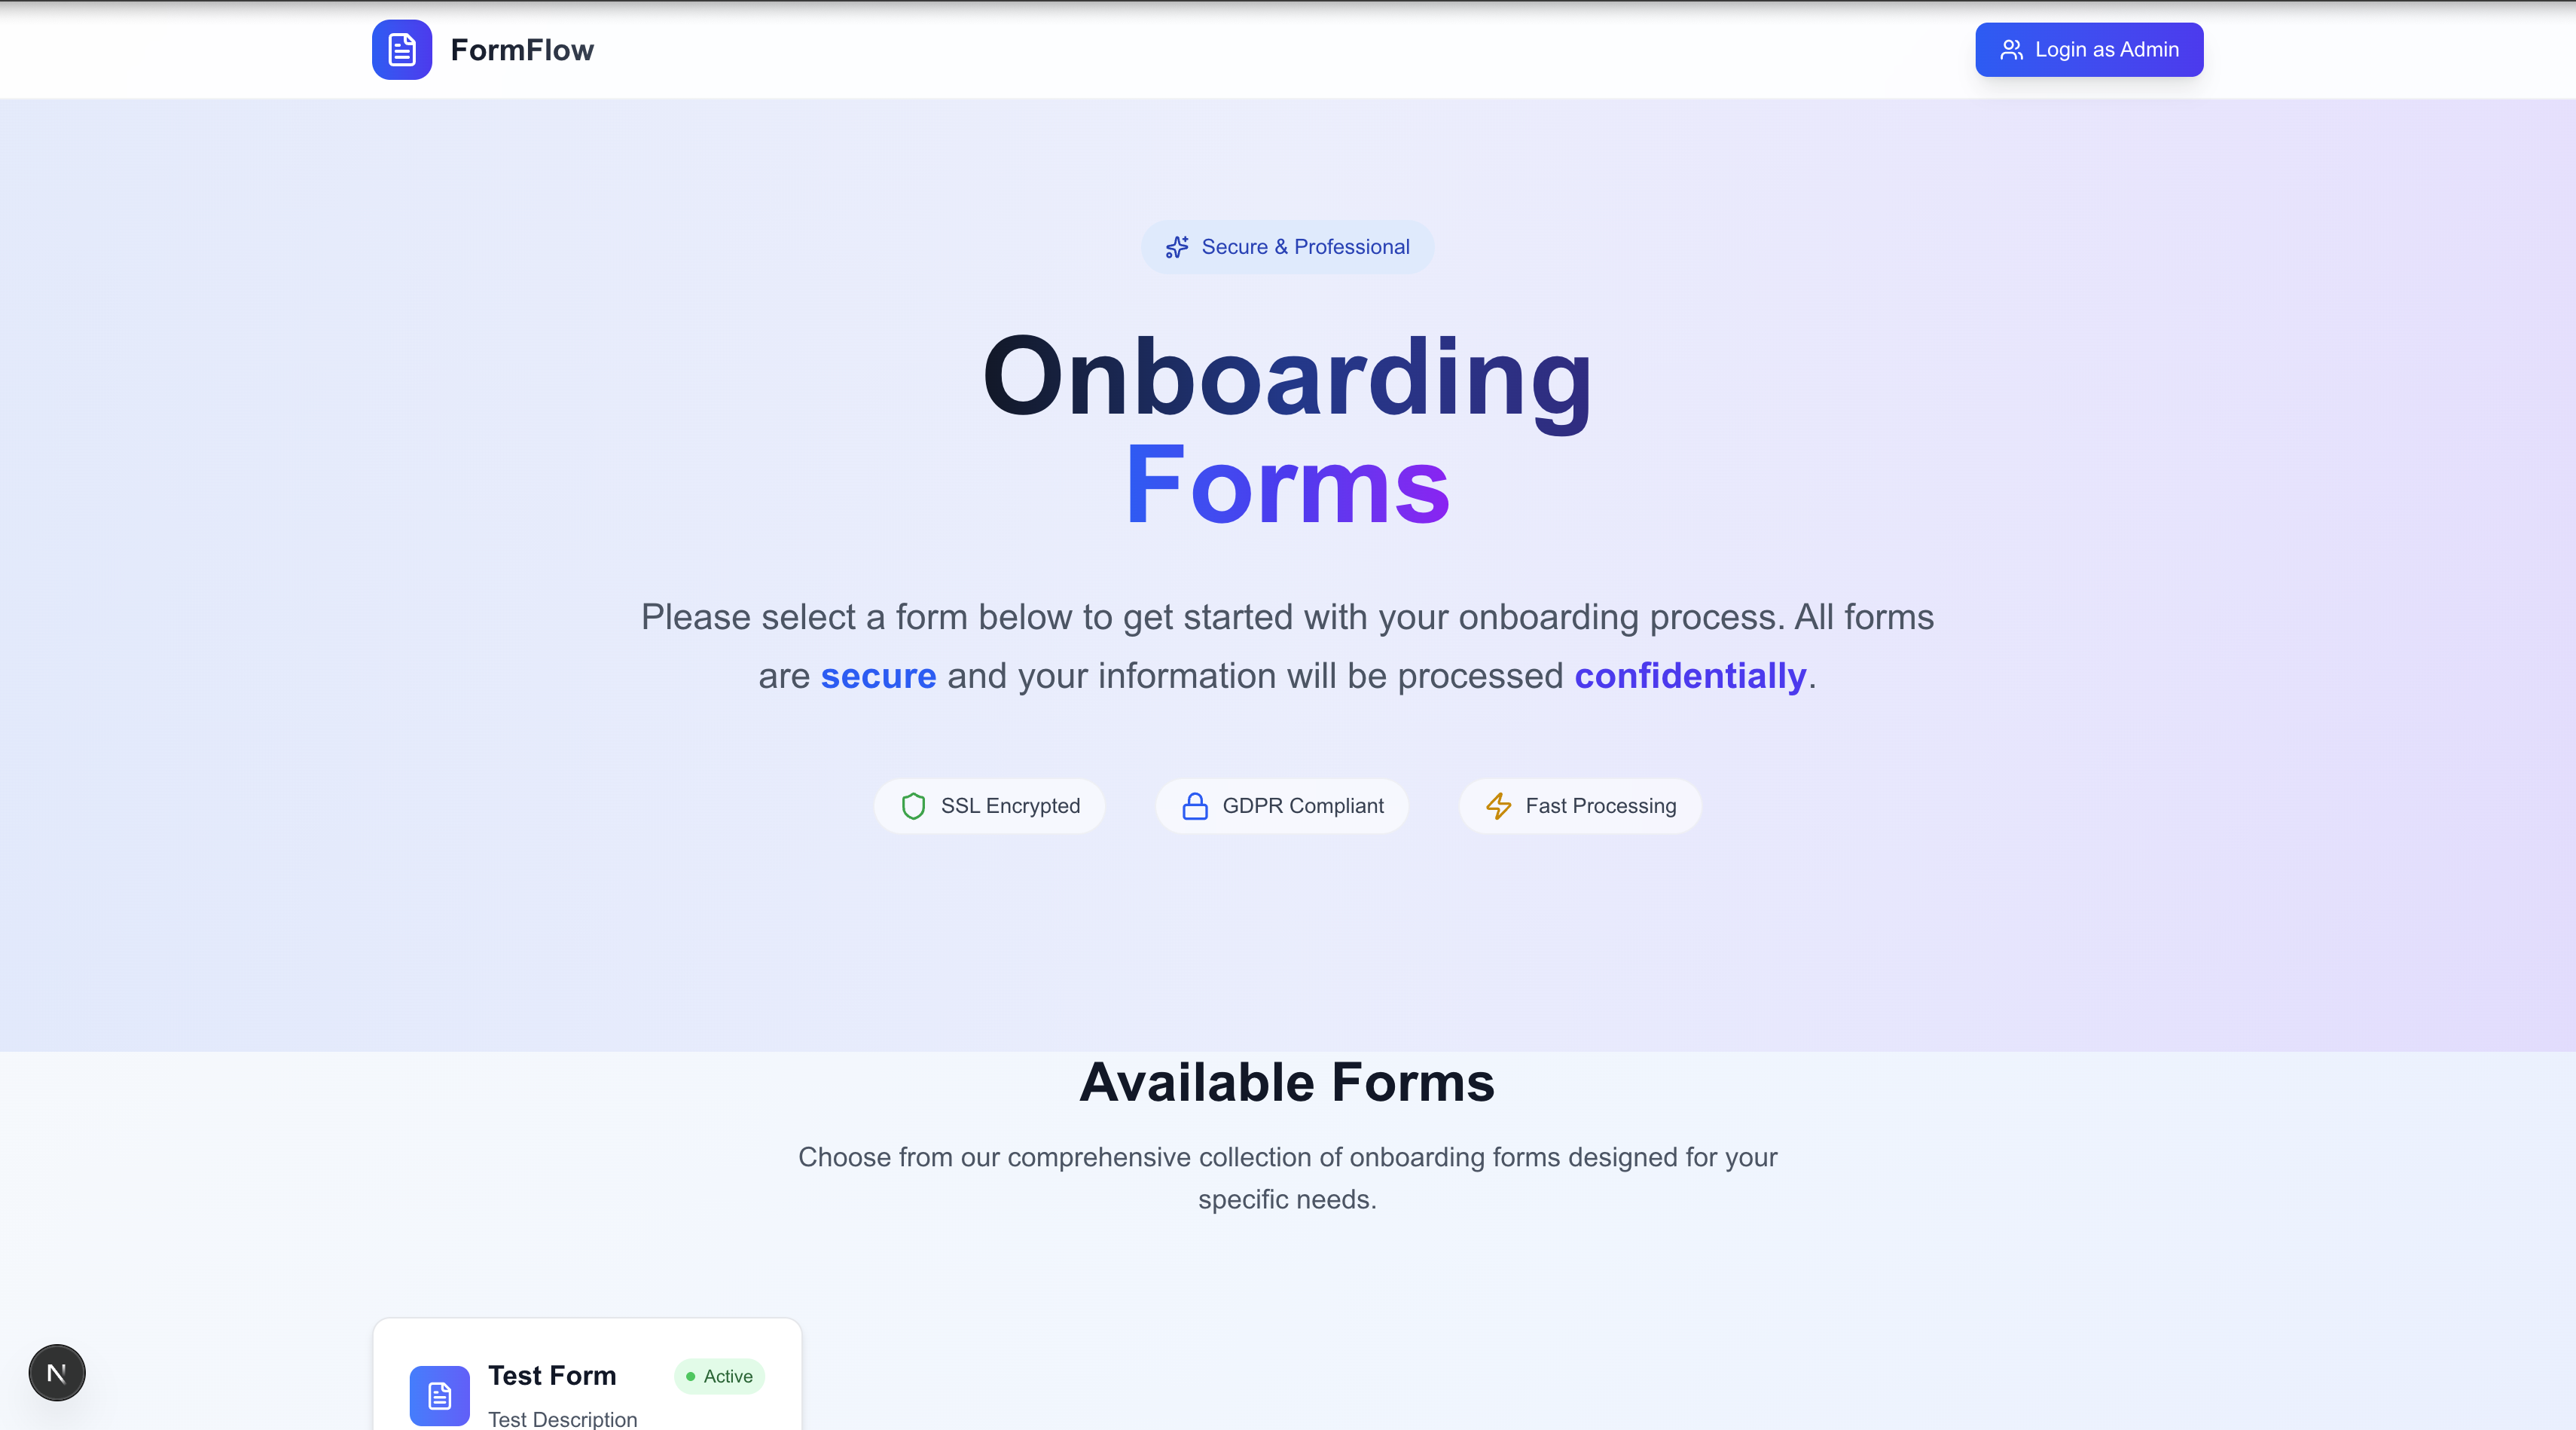 FormFlow
Login as Admin
Secure & Professional
Onboarding
Forms
Please select a form below to get started with your onboarding process. All forms
are secure and your information will be processed confidentially.
SSL Encrypted
GDPR Compliant
Fast Processing
Available Forms
Choose from our comprehensive collection of onboarding forms designed for your
specific needs.
Test Form
Active
Test Description
N